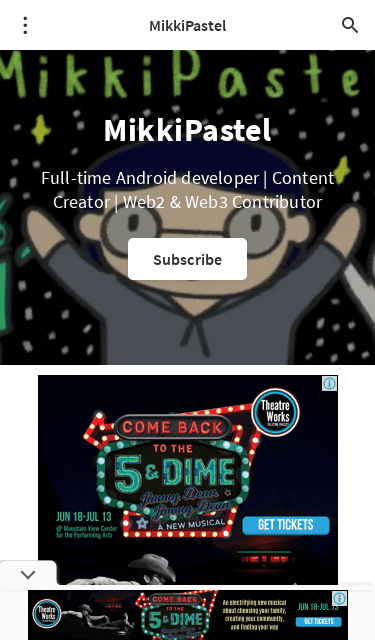 MikkiPastel
MikkiPaste
MikkiPastel
Full-time Android developer | Content
Creator | Web2 & Web3 Contributor
Subscribe
Theatre
Works
SILICON VALLEY
COME BACK
TO THE
5 & DIME
Jimmy Dean,
Jimmy Dean
A NEW MUSICAL
JUN 18-JUL 13
@ Mountain View Center
for the Performing Arts
GET TICKETS
Theatre
Works
COME BACK
TO THE
5 & DIME
An electrifying new musical
about choosing your family,
creating your community,
and finding your way
JUN 18-JUL 13
GET TICKETS